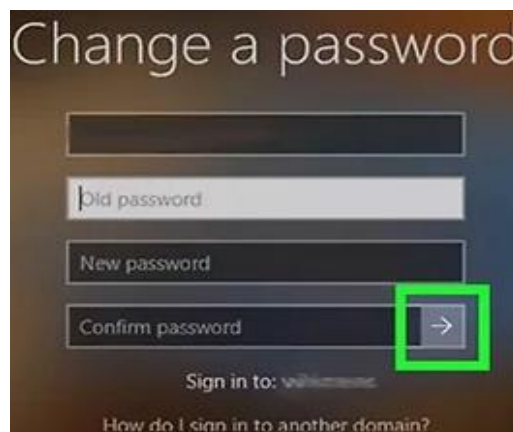 Change a password
Old password
New password
Confirm password
Sign in to:
How do I sign in to another domain?